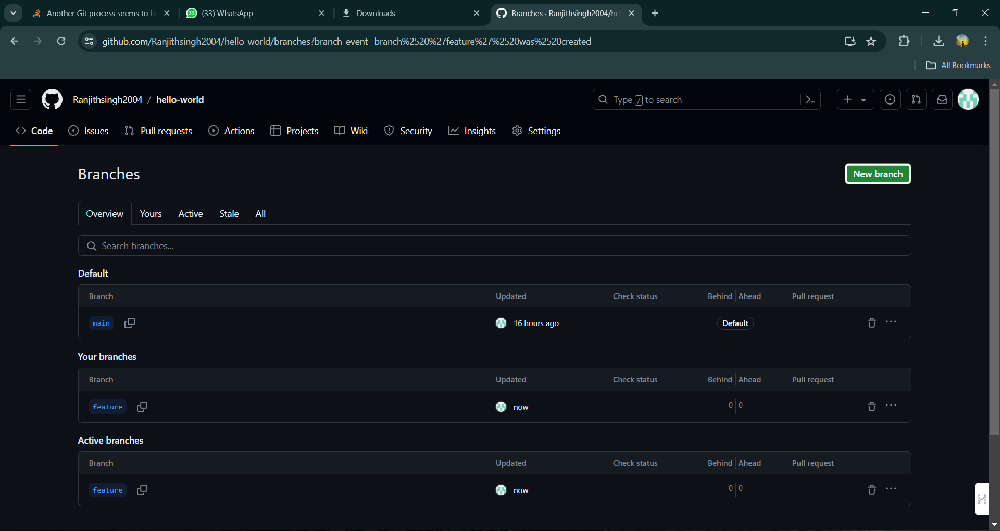 Another Git process seems to b
33 (33) WhatsApp
Downloads
Branches · Ranjithsingh2004/he
github.com/Ranjithsingh2004/hello-world/branches?branch_event=branch%2520%27feature%27%2520was%2520created
All Bookmarks
Ranjithsingh2004 / hello-world
Type / to search
Code Issues Pull requests Actions Projects Wiki Security Insights Settings
Branches
New branch
Overview Yours Active Stale All
Search branches...
Default
Branch Updated Check status Behind Ahead Pull request
main 16 hours ago Default
Your branches
Branch Updated Check status Behind Ahead Pull request
feature now 0 0
Active branches
Branch Updated Check status Behind Ahead Pull request
feature now 0 0